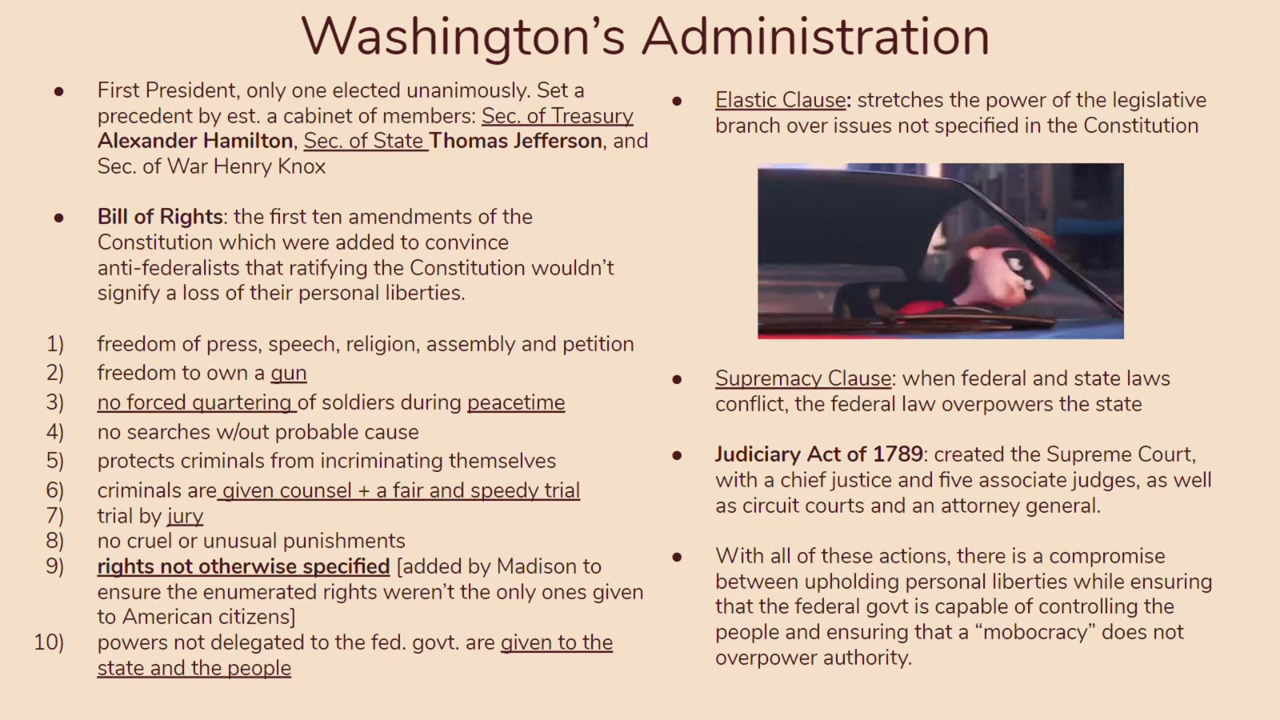 Washington's Administration
● First President, only one elected unanimously. Set a
precedent by est. a cabinet of members: Sec. of Treasury
Alexander Hamilton, Sec. of State Thomas Jefferson, and
Sec. of War Henry Knox
● Bill of Rights: the first ten amendments of the
Constitution which were added to convince
anti-federalists that ratifying the Constitution wouldn't
signify a loss of their personal liberties.
1) freedom of press, speech, religion, assembly and petition
2) freedom to own a gun
3) no forced quartering of soldiers during peacetime
4) no searches w/out probable cause
5) protects criminals from incriminating themselves
6) criminals are given counsel + a fair and speedy trial
7) trial by jury
8) no cruel or unusual punishments
9) rights not otherwise specified [added by Madison to
ensure the enumerated rights weren't the only ones given
to American citizens]
10) powers not delegated to the fed. govt. are given to the
state and the people
● Elastic Clause: stretches the power of the legislative
branch over issues not specified in the Constitution
● Supremacy Clause: when federal and state laws
conflict, the federal law overpowers the state
● Judiciary Act of 1789: created the Supreme Court,
with a chief justice and five associate judges, as well
as circuit courts and an attorney general.
● With all of these actions, there is a compromise
between upholding personal liberties while ensuring
that the federal govt is capable of controlling the
people and ensuring that a "mobocracy" does not
overpower authority.